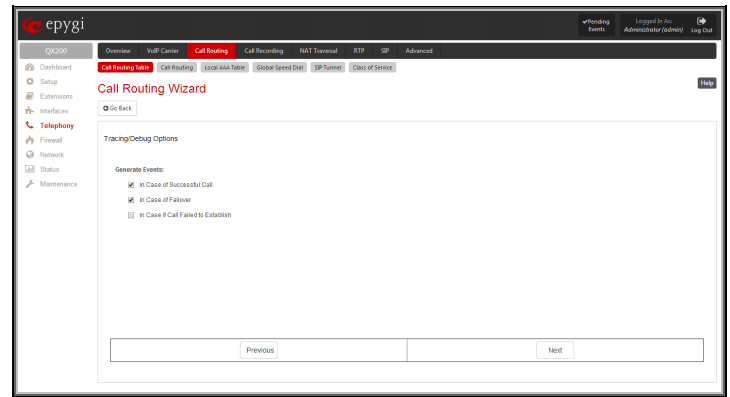 epygi
Pending Events
Logged In As: Administrator (admin)
Log Out
QX200
Overview VoIP Carrier Call Routing Call Recording NAT Traversal RTP SIP Advanced
Dashboard
Setup
Extensions
Interfaces
Telephony
Firewall
Network
Status
Maintenance
Call Routing Table Call Routing Local AAA Table Global Speed Dial SIP Tunnel Class of Service
Call Routing Wizard
Help
Go Back
Tracing/Debug Options
Generate Events:
In Case of Successful Call
In Case of Failover
In Case if Call Failed to Establish
Previous Next